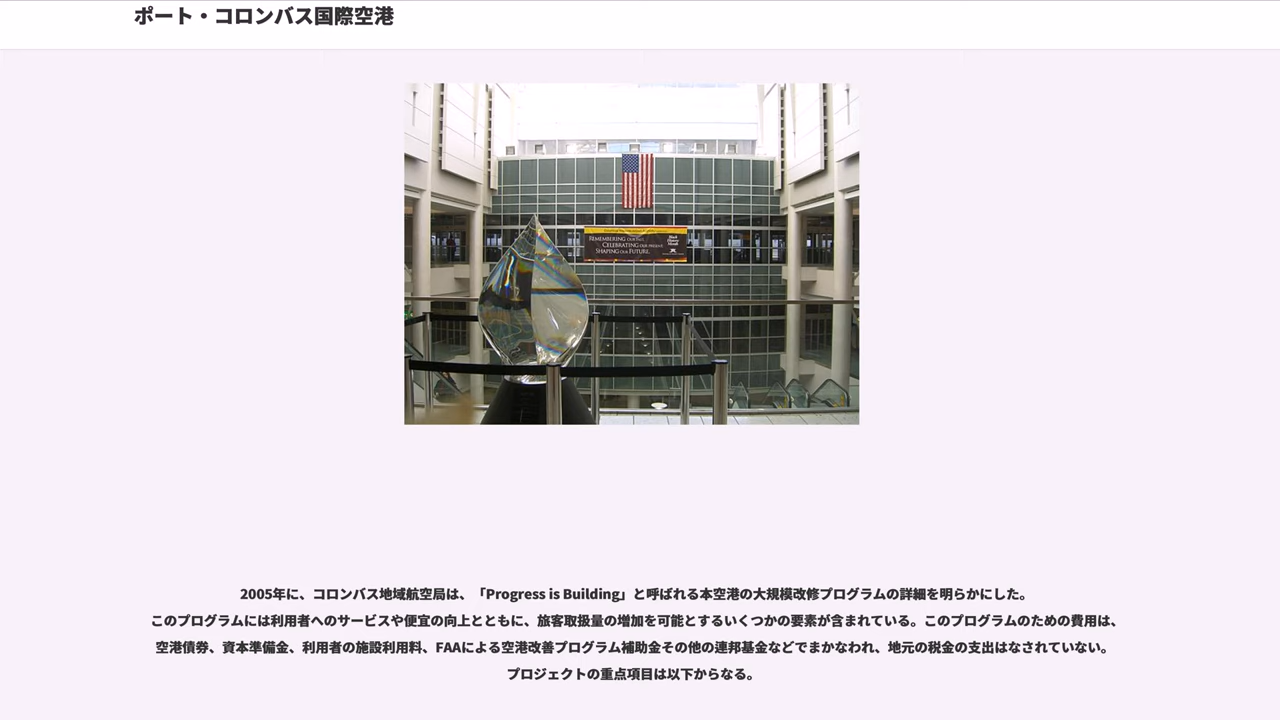 ポート・コロンバス国際空港
REMEMBERING OUR PAST,
CELEBRATING OUR PRESENT,
SHAPING OUR FUTURE.
Black
History
Month
2005年に、コロンバス地域航空局は、「Progress is Building」と呼ばれる本空港の大規模改修プログラムの詳細を明らかにした。
このプログラムには利用者へのサービスや便宜の向上とともに、旅客取扱量の増加を可能とするいくつかの要素が含まれている。このプログラムのための費用は、
空港債券、資本準備金、利用者の施設利用料、FAAによる空港改善プログラム補助金その他の連邦基金などでまかなわれ、地元の税金の支出はなされていない。
プロジェクトの重点項目は以下からなる。